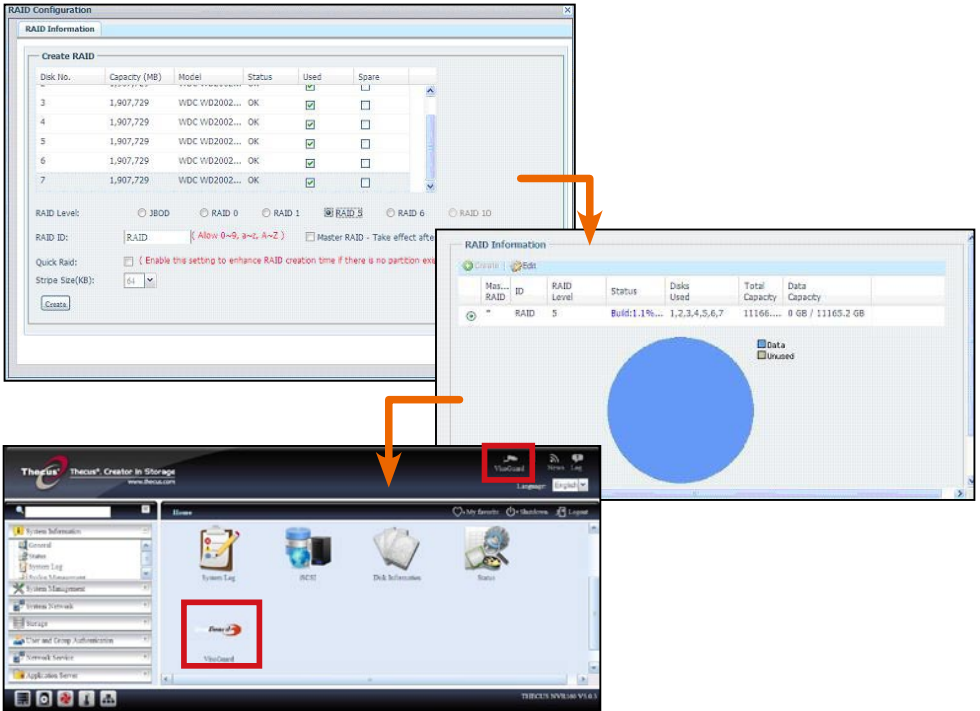 RAID Configuration
RAID Information
Create RAID
Disk No. Capacity (MB) Model Status Used Spare
3 1,907,729 WDC WD2002... OK
4 1,907,729 WDC WD2002... OK
5 1,907,729 WDC WD2002... OK
6 1,907,729 WDC WD2002... OK
7 1,907,729 WDC WD2002... OK
RAID Level: JBOD RAID 0 RAID 1 RAID 5 RAID 6 RAID 10
RAID ID: RAID ( Allow 0~9, a~z, A~Z ) Master RAID - Take effect afte
Quick Raid: ( Enable this setting to enhance RAID creation time if there is no partition exis
Stripe Size(KB): 64
Create
RAID Information
Create Edit
Mas... RAID ID RAID Level Status Disks Used Total Capacity Data Capacity
* RAID 5 Build:1.1%... 1,2,3,4,5,6,7 11166.... 0 GB / 11165.2 GB
Data
Unused
Thecus Thecus®, Creator in Storage
www.thecus.com
VisoGuard News Log
Language: English
Home My favorite Shutdown Logout
System Information
General
Status
System Log
System Management
System Network
Storage
User and Group Authentication
Network Service
Application Server
System Log iSCSI Disk Information Status
VisoGuard
THECUS NVR100 V5.0.3